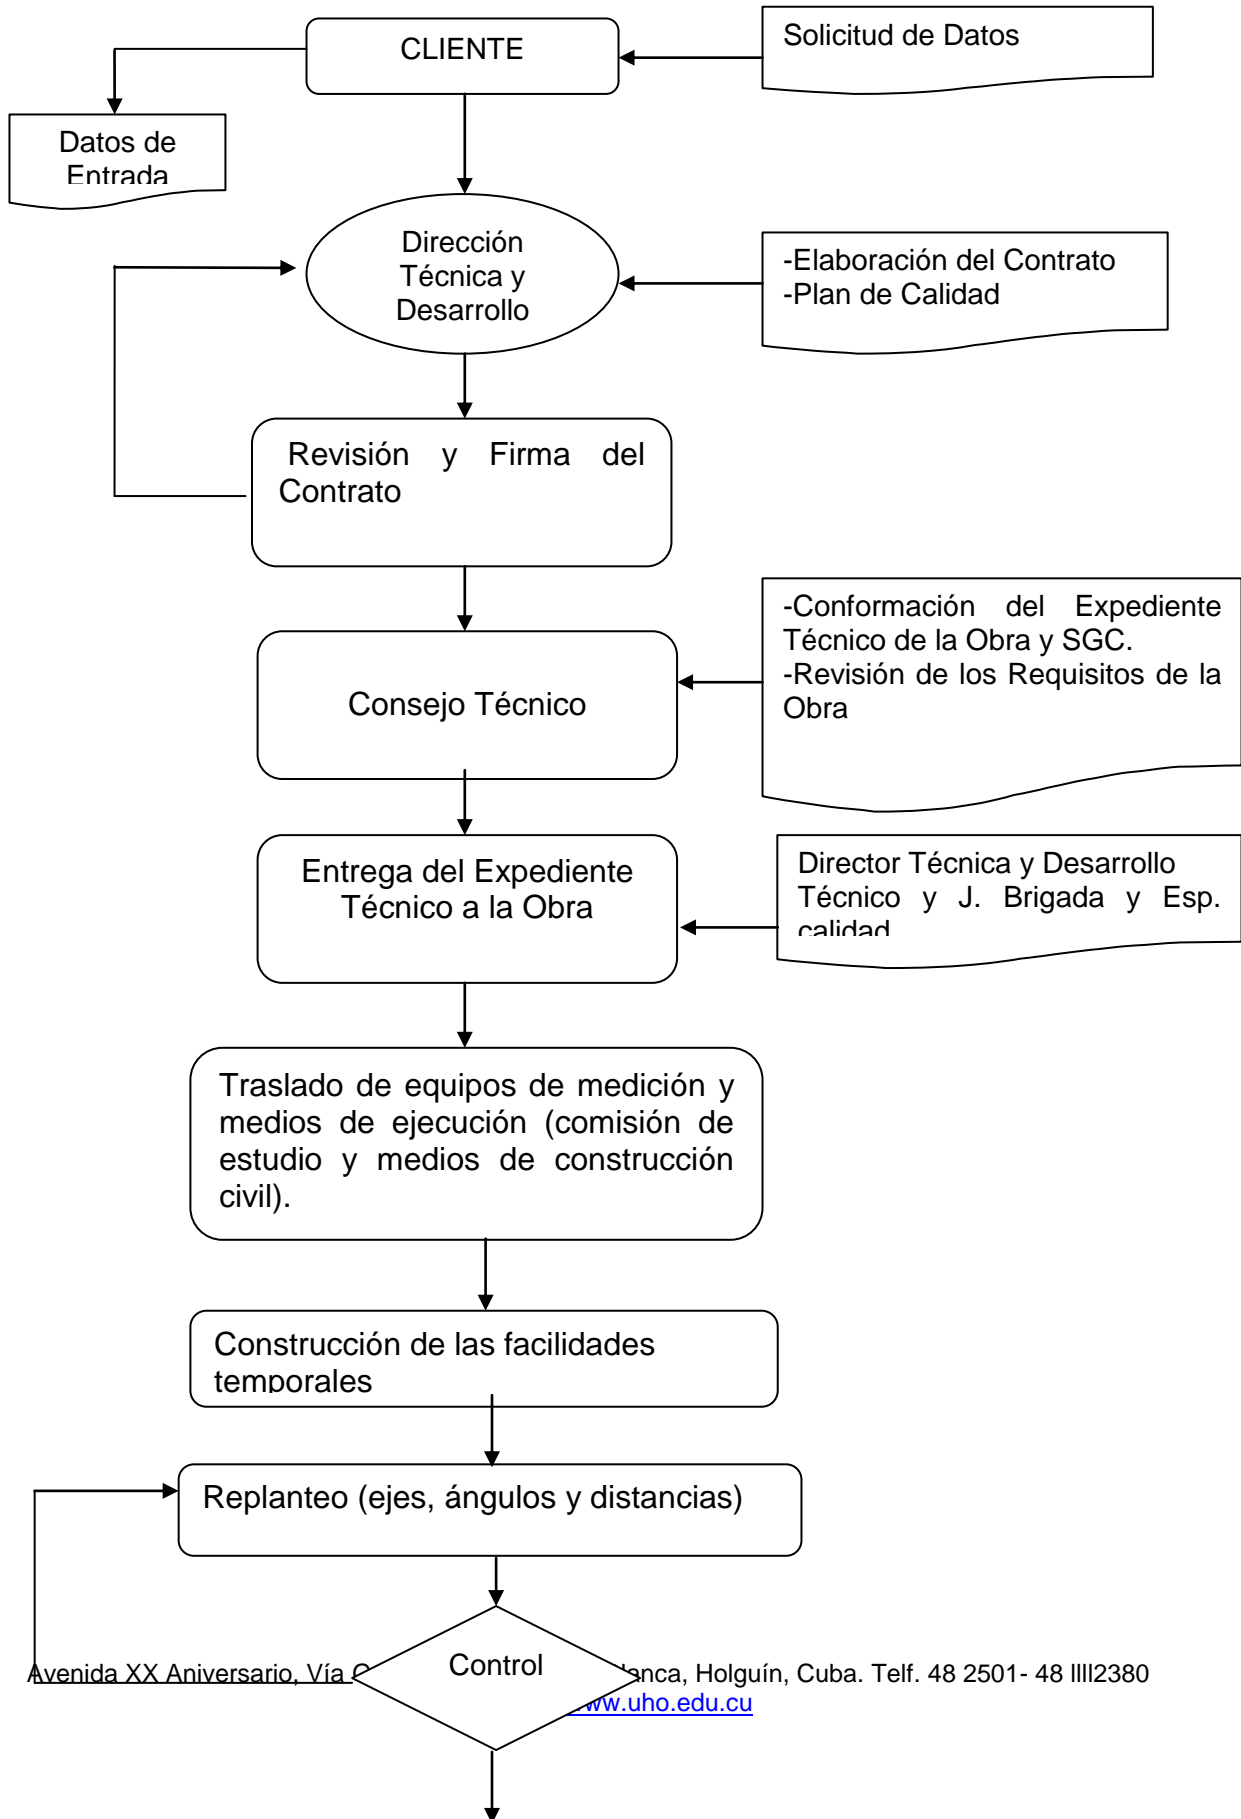 CLIENTE
Solicitud de Datos
Datos de
Entrada
Dirección
Técnica y
Desarrollo
-Elaboración del Contrato
-Plan de Calidad
Revisión y Firma del
Contrato
-Conformación del Expediente
Técnico de la Obra y SGC.
-Revisión de los Requisitos de la
Obra
Consejo Técnico
Entrega del Expediente
Técnico a la Obra
Director Técnica y Desarrollo
Técnico y J. Brigada y Esp.
calidad
Traslado de equipos de medición y
medios de ejecución (comisión de
estudio y medios de construcción
civil).
Construcción de las facilidades
temporales
Replanteo (ejes, ángulos y distancias)
Control
Avenida XX Aniversario, Vía lanca, Holguín, Cuba. Telf. 48 2501- 48 llll2380
ww.uho.edu.cu